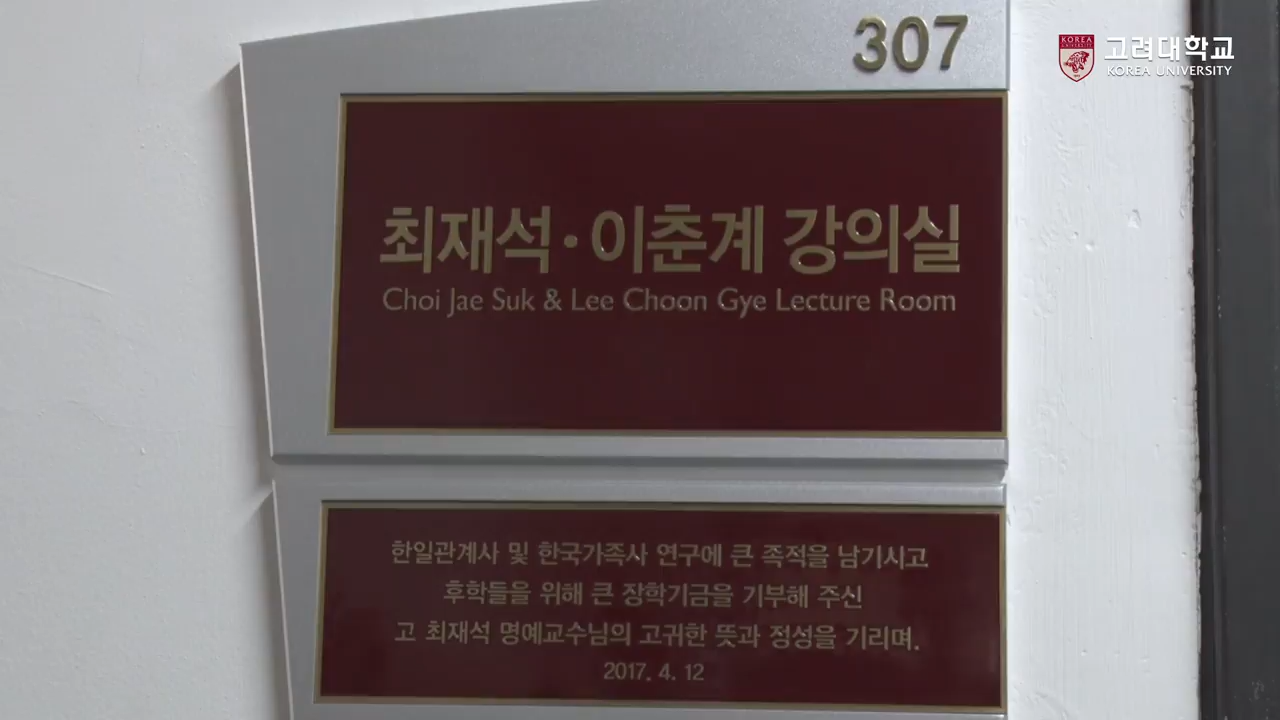 307
KOREA
UNIVERSITY
고려대학교
KOREA UNIVERSITY
최재석·이춘계 강의실
Choi Jae Suk & Lee Choon Gye Lecture Room
한일관계사 및 한국가족사 연구에 큰 족적을 남기시고
후학들을 위해 큰 장학기금을 기부해 주신
고 최재석 명예교수님의 고귀한 뜻과 정성을 기리며.
2017. 4. 12